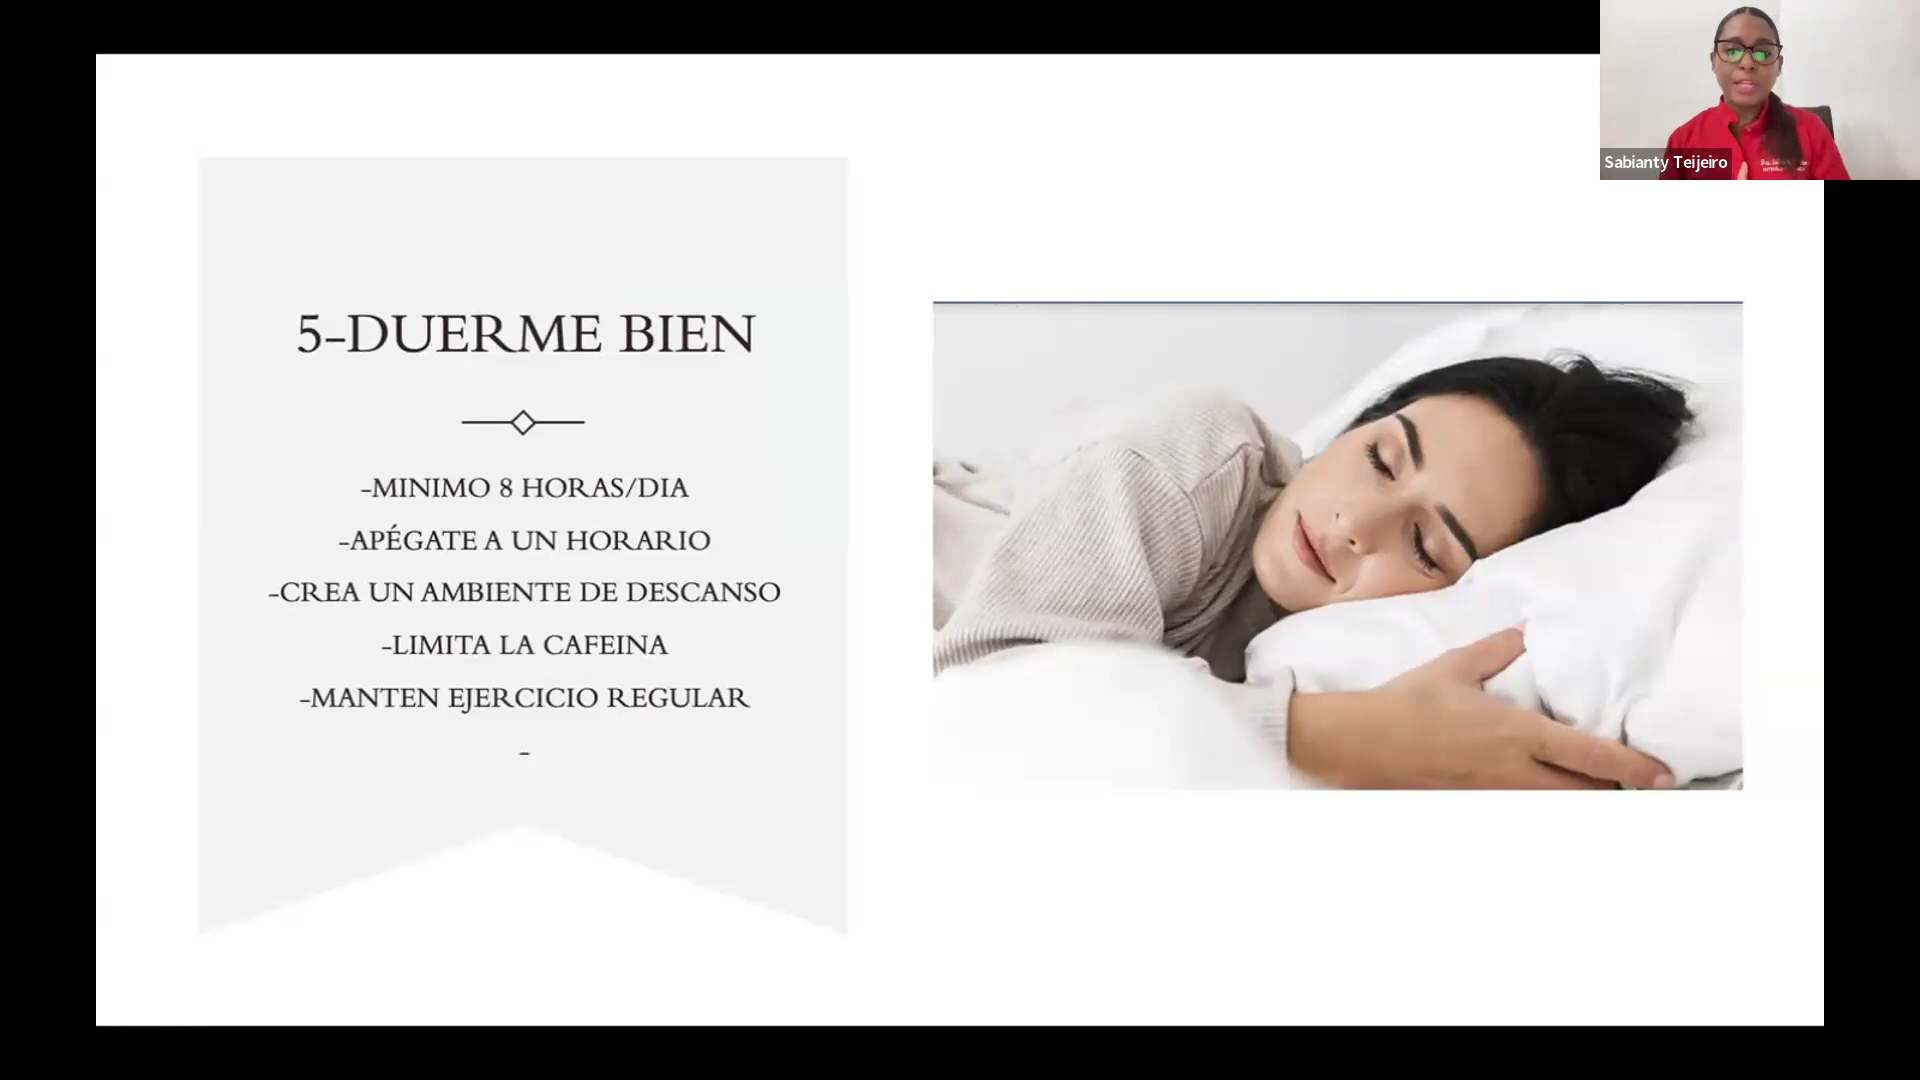 5-DUERME BIEN
-MINIMO 8 HORAS/DIA
-APÉGATE A UN HORARIO
-CREA UN AMBIENTE DE DESCANSO
-LIMITA LA CAFEINA
-MANTEN EJERCICIO REGULAR
-
Sabianty Teijeiro